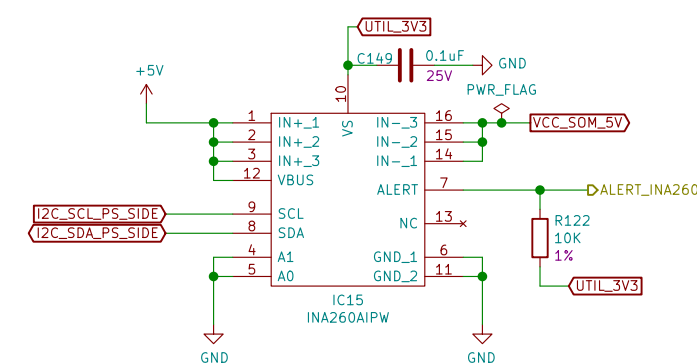 UTIL_3V3
C149
0.1uF
25V
GND
+5V
PWR_FLAG
10
VS
1
IN+_1
IN-_3
16
VCC_SOM_5V
2
IN+_2
IN-_2
15
3
IN+_3
IN-_1
14
12
VBUS
ALERT
7
ALERT_INA260
I2C_SCL_PS_SIDE
9
SCL
NC
13
R122
I2C_SDA_PS_SIDE
8
SDA
10K
1%
4
A1
GND_1
6
5
A0
GND_2
11
UTIL_3V3
IC15
INA260AIPW
GND
GND